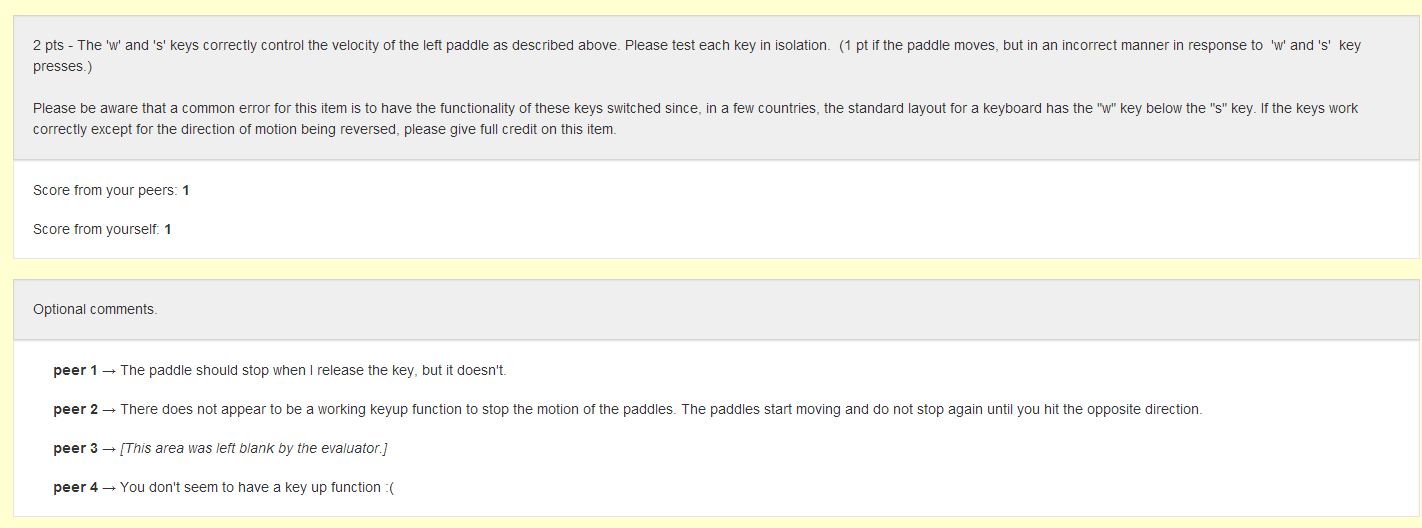 2 pts - The 'w' and 's' keys correctly control the velocity of the left paddle as described above. Please test each key in isolation.  (1 pt if the paddle moves, but in an incorrect manner in response to  'w' and 's'  key
presses.)
Please be aware that a common error for this item is to have the functionality of these keys switched since, in a few countries, the standard layout for a keyboard has the "w" key below the "s" key. If the keys work
correctly except for the direction of motion being reversed, please give full credit on this item.
Score from your peers: 1
Score from yourself: 1
Optional comments.
peer 1 → The paddle should stop when I release the key, but it doesn't.
peer 2 → There does not appear to be a working keyup function to stop the motion of the paddles. The paddles start moving and do not stop again until you hit the opposite direction.
peer 3 → [This area was left blank by the evaluator.]
peer 4 → You don't seem to have a key up function :(